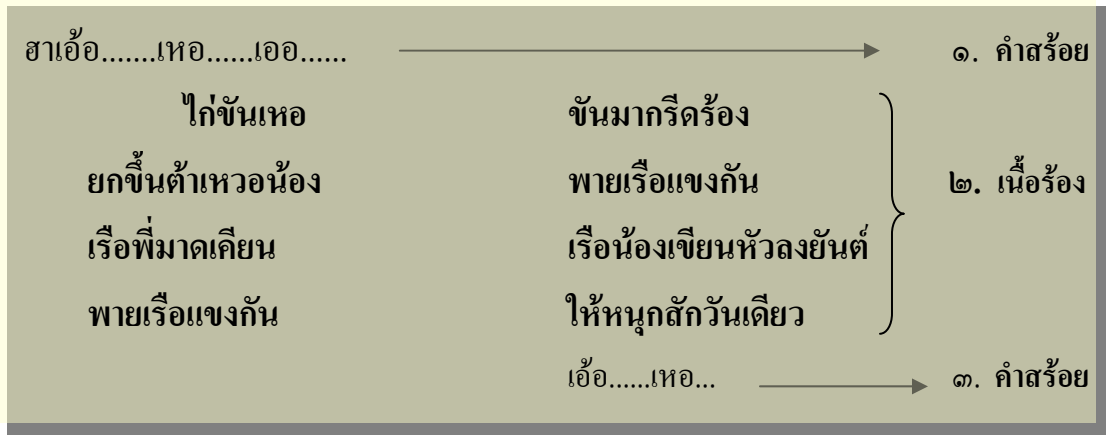 ฮาเอ้อ.......เหอ......เออ...... ๑. คำสร้อย
ไก่ขันเหอ ขันมากรีดร้อง
ยกขึ้นต้าเหวอน้อง พายเรือแขงกัน ๒. เนื้อร้อง
เรือพี่มาดเคียน เรือน้องเขียนหัวลงยันต์
พายเรือแขงกัน ให้หนุกสักวันเดียว
เอ้อ......เหอ... ๓. คำสร้อย